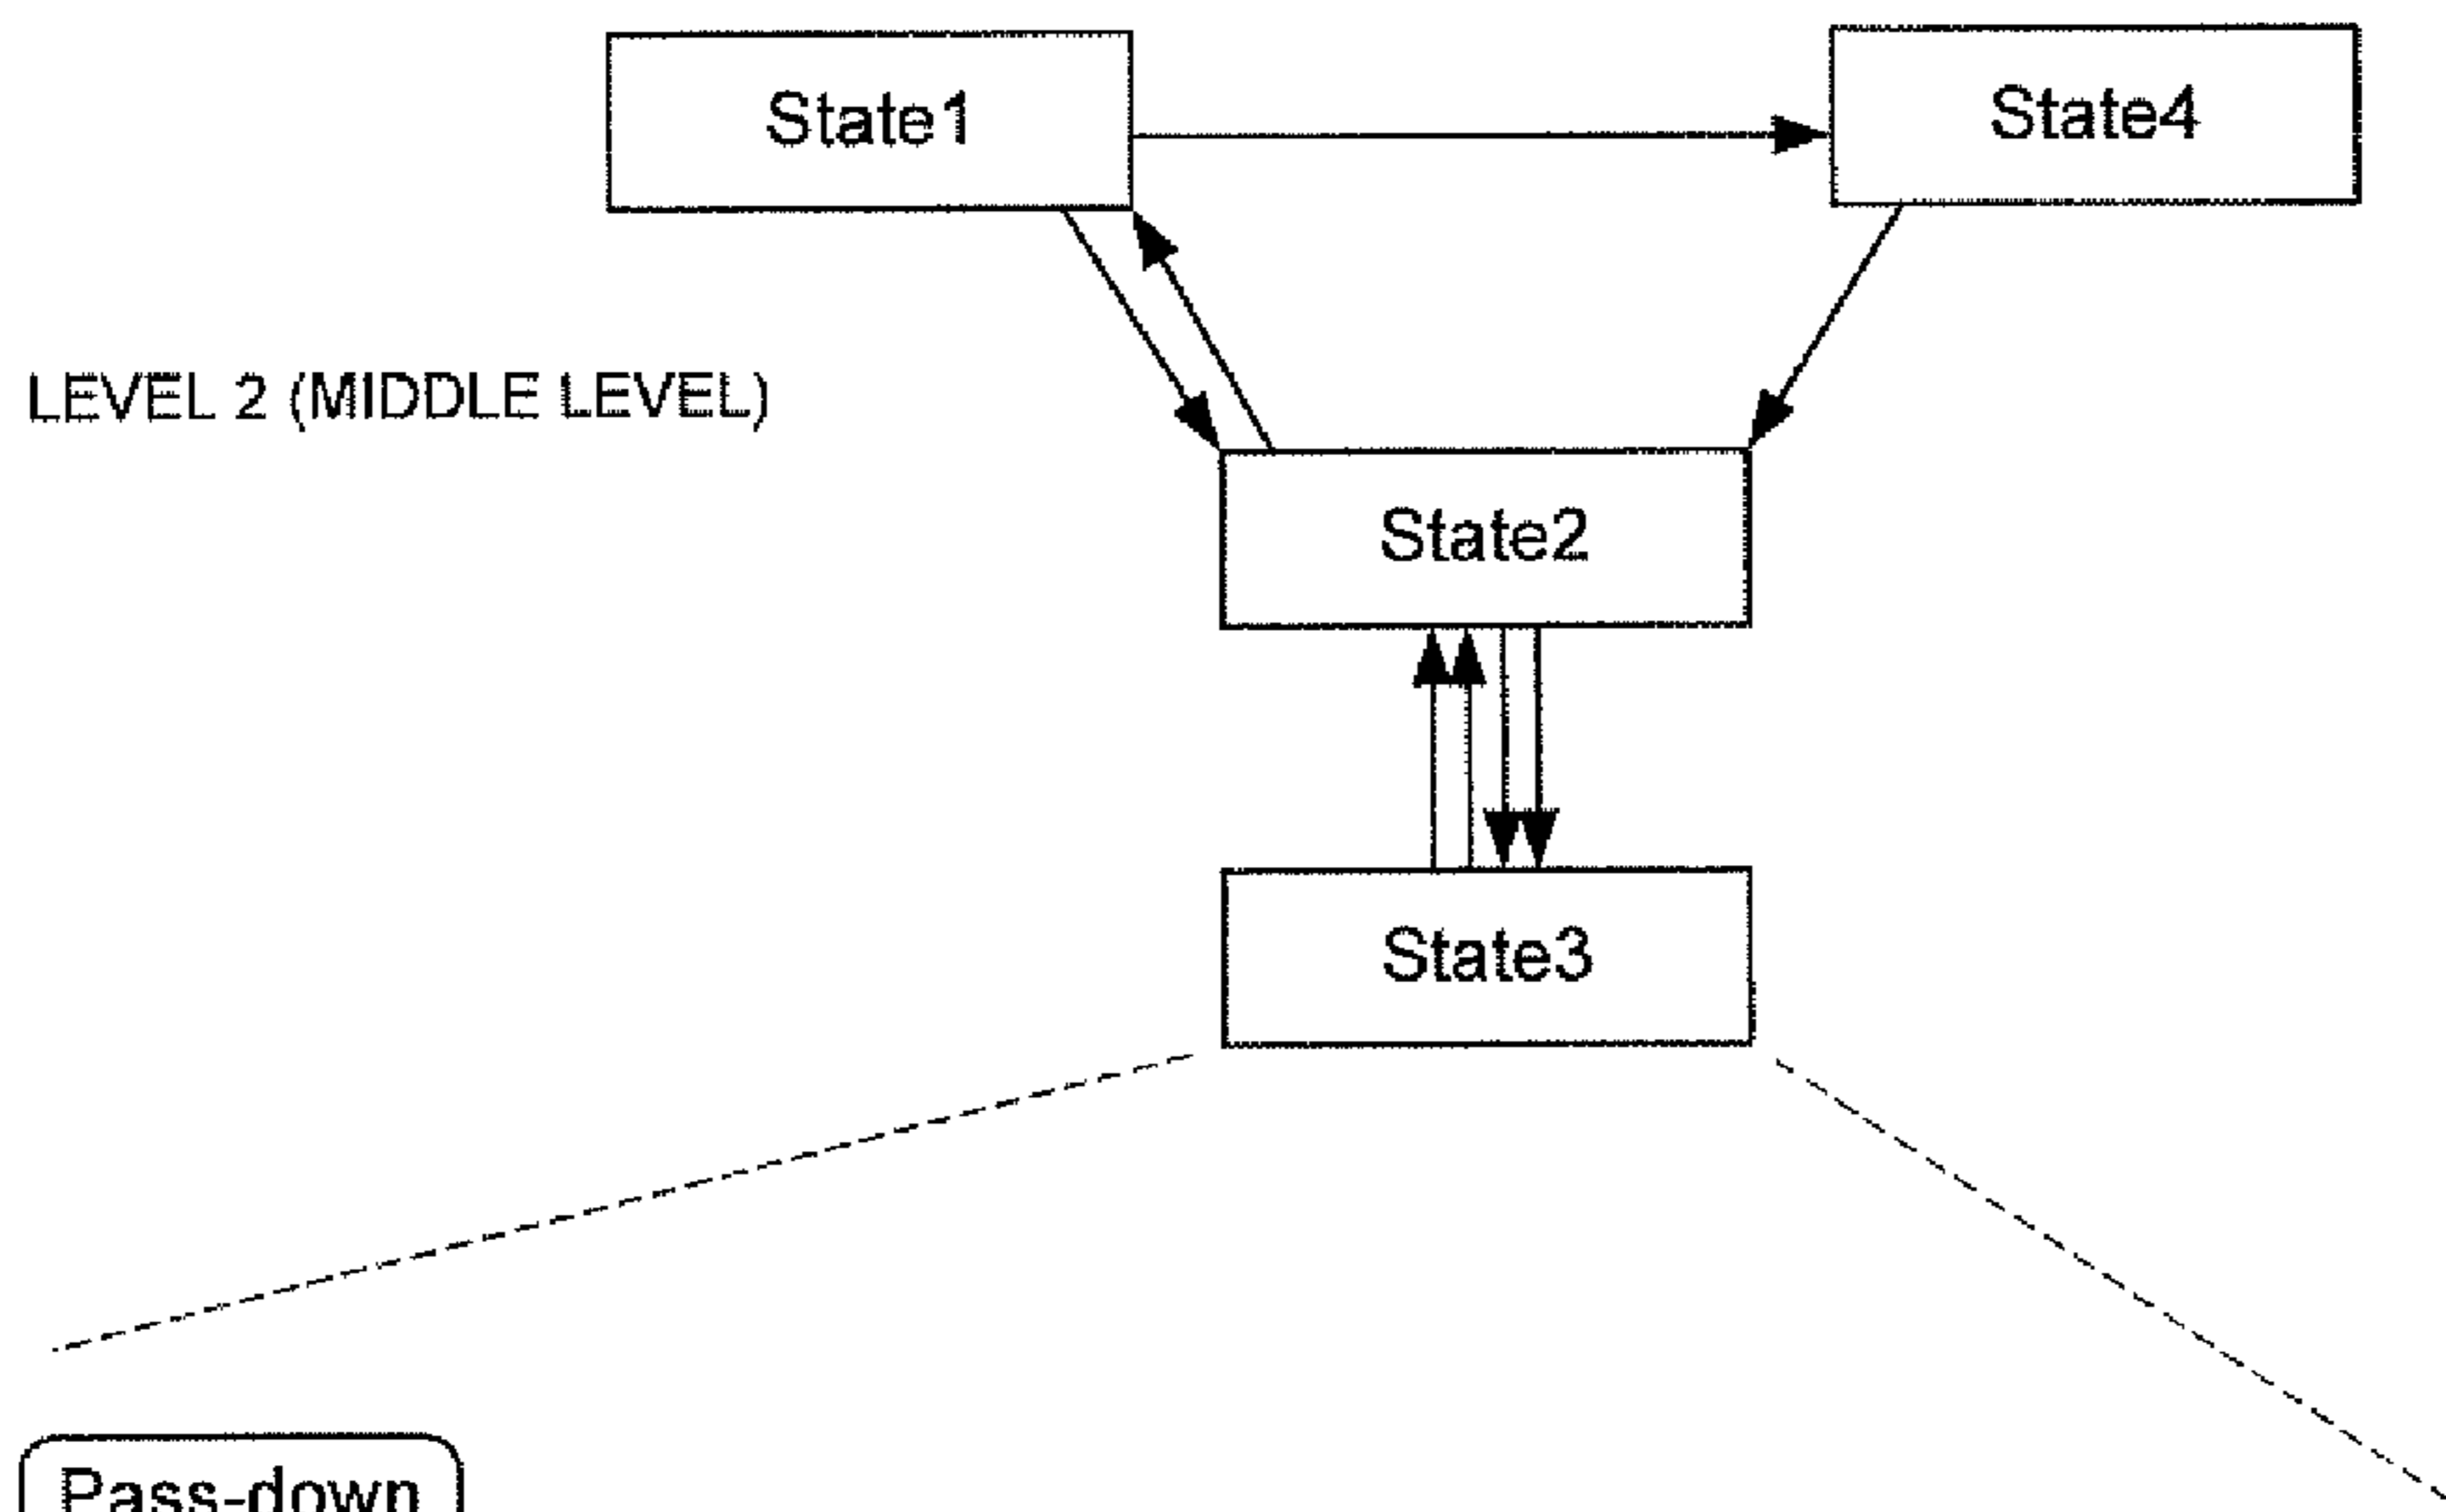 State1
State4
LEVEL 2 (MIDDLE LEVEL)
State2
State3
Pass-down